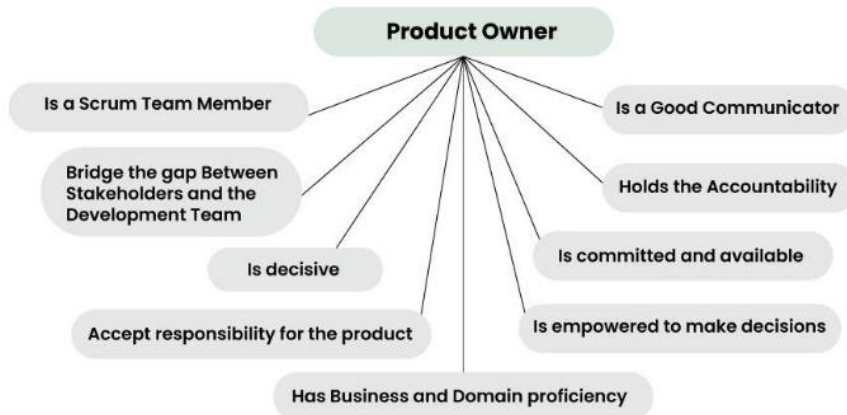 Product Owner
Is a Scrum Team Member
Bridge the gap Between
Stakeholders and the
Development Team
Is decisive
Accept responsibility for the product
Has Business and Domain proficiency
Is a Good Communicator
Holds the Accountability
Is committed and available
Is empowered to make decisions